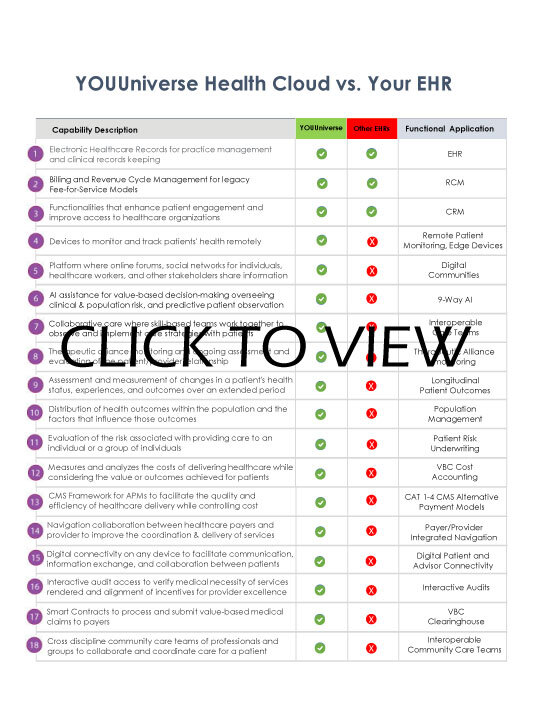 YOUUniverse Health Cloud vs. Your EHR
Capability Description YOUUniverse Other EHRs Functional Application
1 Electronic Healthcare Records for practice management
and clinical records keeping
EHR
2 Billing and Revenue Cycle Management for legacy
Fee-for-Service Models
RCM
3 Functionalities that enhance patient engagement and
improve access to healthcare organizations
CRM
4 Devices to monitor and track patients' health remotely
X
Remote Patient
Monitoring, Edge Devices
5 Platform where online forums, social networks for individuals,
healthcare workers, and other stakeholders share information
X
Digital
Communities
6 AI assistance for value-based decision-making overseeing
clinical & population risk, and predictive patient observation
X
9-Way AI
7 Collaborative care where skill-based teams work together to
observe and implement care strategies with patients
Interoperable
Care Teams
CLICK TO VIEW
8 Therapeutic alliance monitoring and ongoing assessment and
evaluation of the patient/provider relationship
Therapeutic Alliance
Monitoring
9 Assessment and measurement of changes in a patient's health
status, experiences, and outcomes over an extended period
X
Longitudinal
Patient Outcomes
10 Distribution of health outcomes within the population and the
factors that influence those outcomes
X
Population
Management
11 Evaluation of the risk associated with providing care to an
individual or a group of individuals
X
Patient Risk
Underwriting
12 Measures and analyzes the costs of delivering healthcare while
considering the value or outcomes achieved for patients
X
VBC Cost
Accounting
13 CMS Framework for APMs to facilitate the quality and
efficiency of healthcare delivery while controlling cost
X
CAT 1-4 CMS Alternative
Payment Models
14 Navigation collaboration between healthcare payers and
provider to improve the coordination & delivery of services
X
Payer/Provider
Integrated Navigation
15 Digital connectivity on any device to facilitate communication,
information exchange, and collaboration between patients
X
Digital Patient and
Advisor Connectivity
16 Interactive audit access to verify medical necessity of services
rendered and alignment of incentives for provider excellence
X
Interactive Audits
17 Smart Contracts to process and submit value-based medical
claims to payers
X
VBC
Clearinghouse
18 Cross discipline community care teams of professionals and
groups to collaborate and coordinate care for a patient
X
Interoperable
Community Care Teams